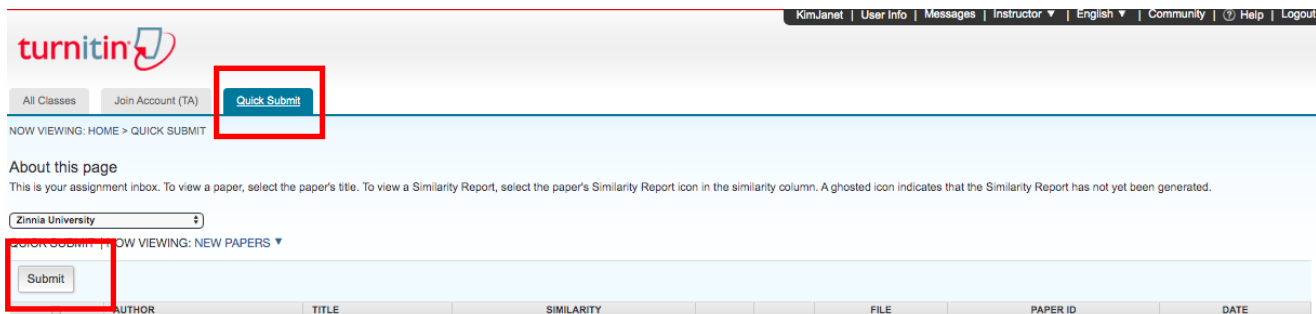 KimJanet | User Info | Messages | Instructor ▼ | English ▼ | Community | ? Help | Logout
turnitin
All Classes Join Account (TA) Quick Submit
NOW VIEWING: HOME > QUICK SUBMIT
About this page
This is your assignment inbox. To view a paper, select the paper's title. To view a Similarity Report, select the paper's Similarity Report icon in the similarity column. A ghosted icon indicates that the Similarity Report has not yet been generated.
Zinnia University
QUICK SUBMIT | NOW VIEWING: NEW PAPERS ▼
Submit
AUTHOR TITLE SIMILARITY FILE PAPER ID DATE